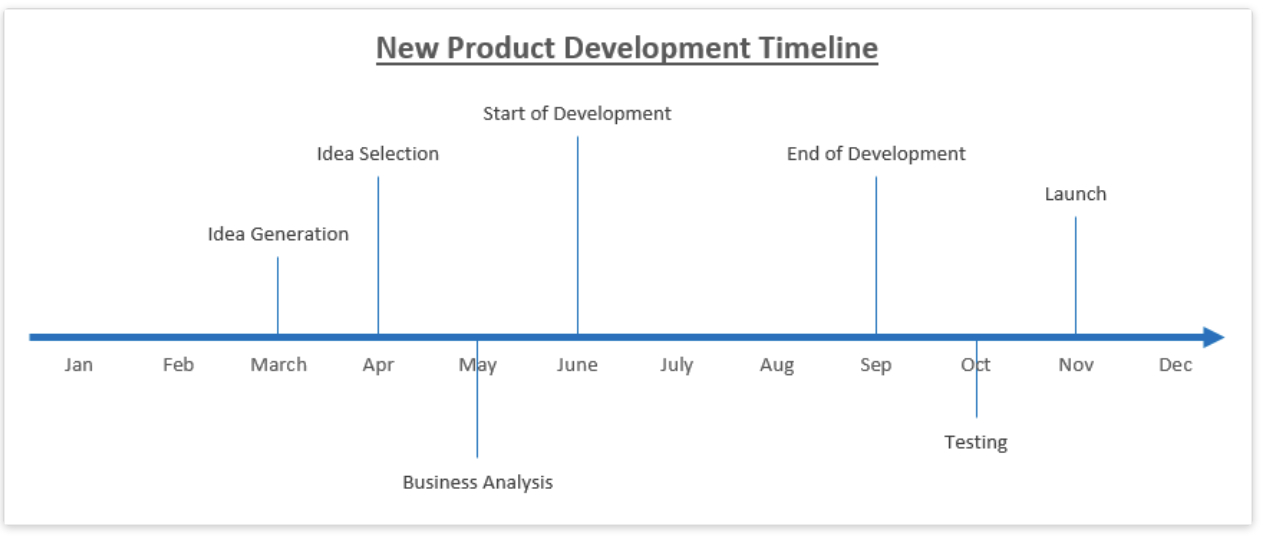 New Product Development Timeline
Start of Development
Idea Selection
End of Development
Launch
Idea Generation
Jan Feb March Apr May June July Aug Sep Oct Nov Dec
Testing
Business Analysis